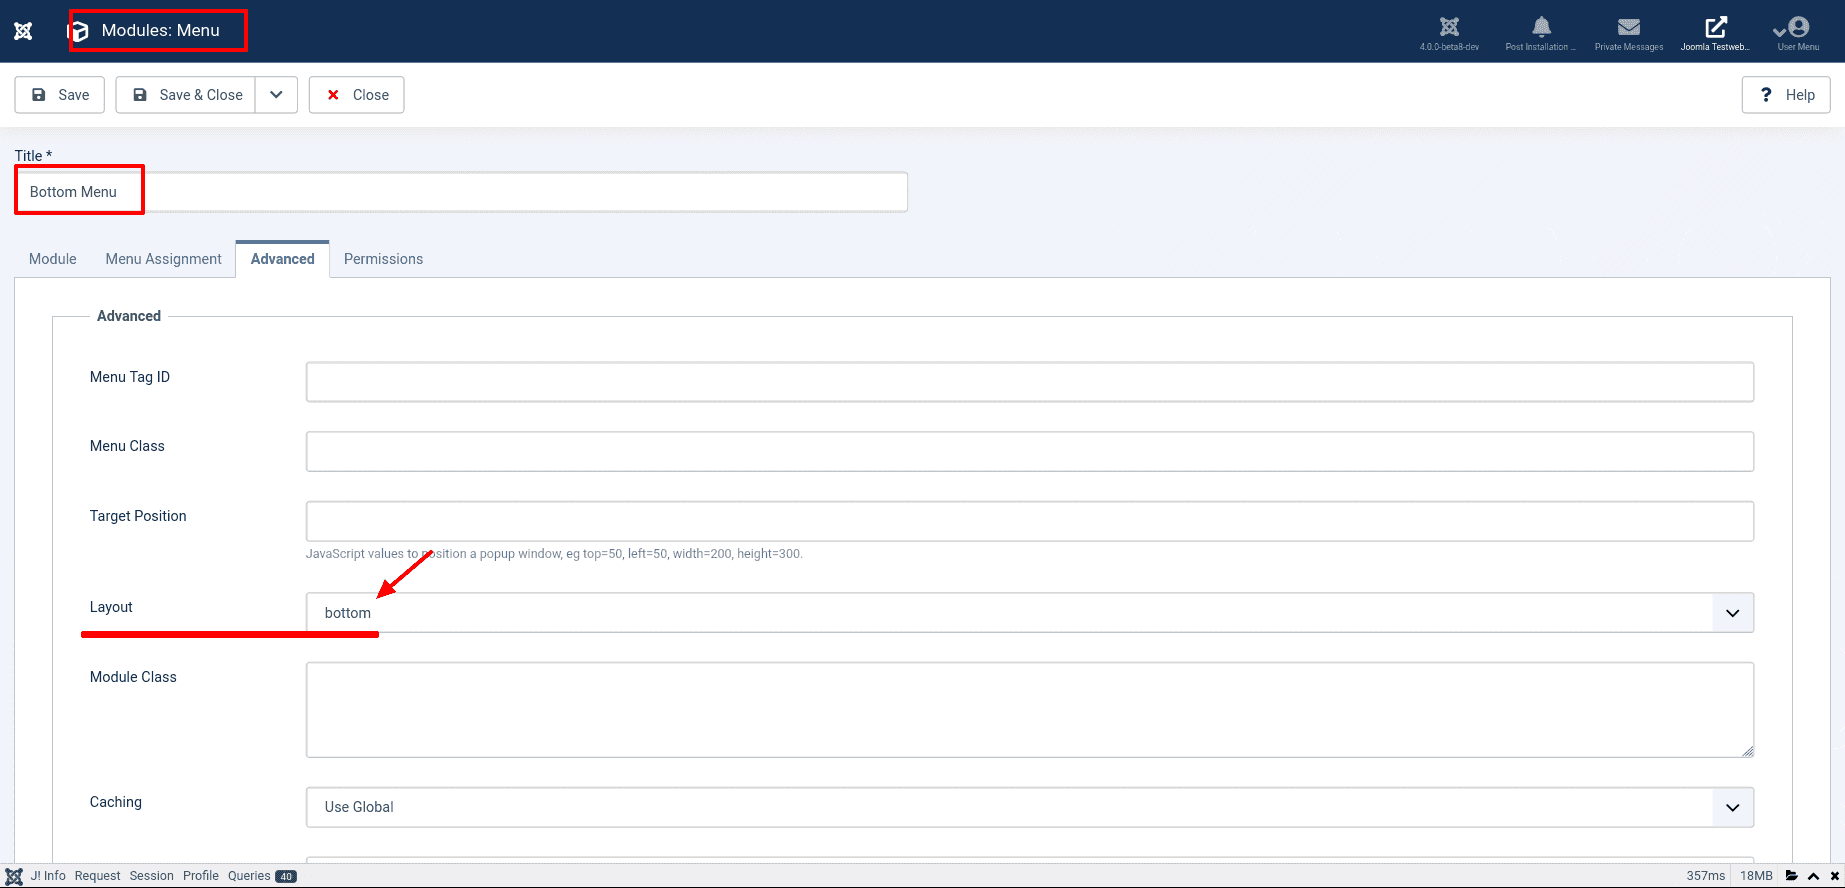 Modules: Menu
4.0.0-beta8-dev
Post Installation ...
Private Messages
Joomla Testweb...
User Menu
Save
Save & Close
Close
? Help
Title *
Bottom Menu
Module
Menu Assignment
Advanced
Permissions
Advanced
Menu Tag ID
Menu Class
Target Position
JavaScript values to position a popup window, eg top=50, left=50, width=200, height=300.
Layout
bottom
Module Class
Caching
Use Global
J! Info Request Session Profile Queries 40
357ms 18MB